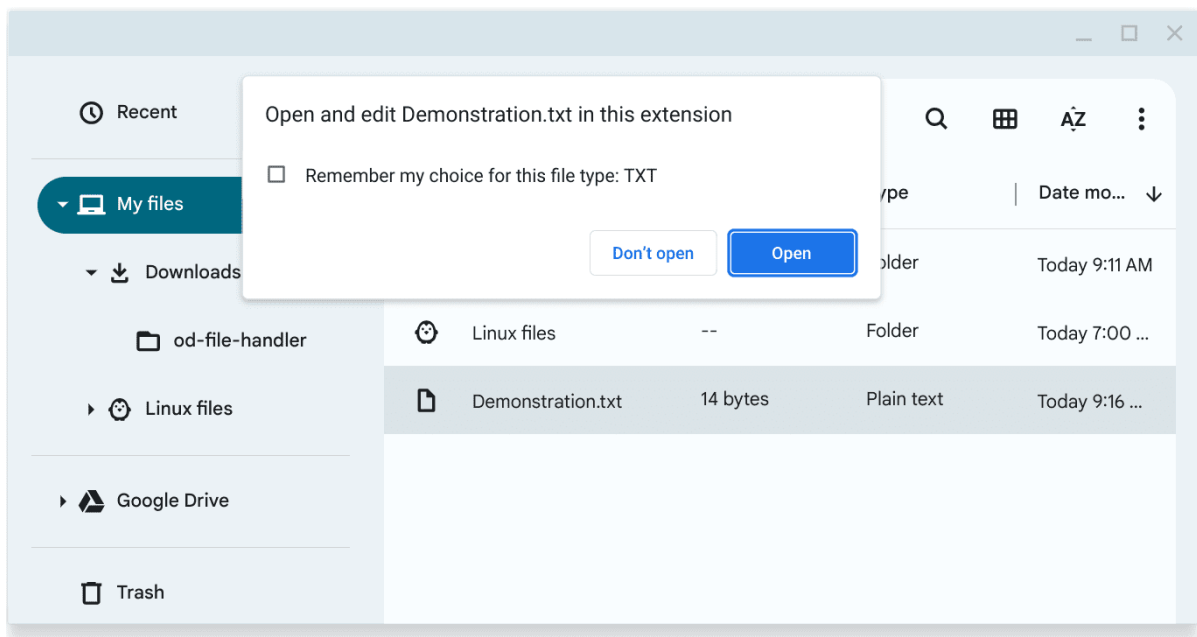 Recent
My files
Downloads
od-file-handler
Linux files
Google Drive
Trash
Open and edit Demonstration.txt in this extension
Remember my choice for this file type: TXT
Don't open
Open
AZ
Date mo...
Today 9:11 AM
Linux files -- Folder Today 7:00 ...
Demonstration.txt 14 bytes Plain text Today 9:16 ...